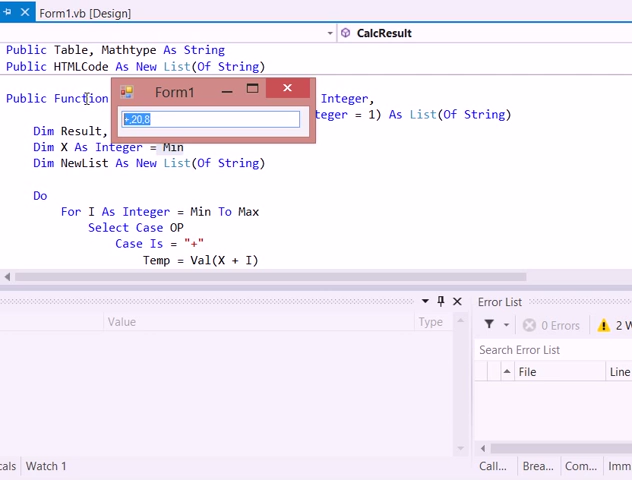 Form1.vb [Design]
CalcResult
Public Table, Mathtype As String
Public HTMLCode As New List(Of String)
Form1
+,20,8
Public Function Integer,
teger = 1) As List(Of String)
Dim Result,
Dim X As Integer = Min
Dim NewList As New List(Of String)
Do
For I As Integer = Min To Max
Select Case OP
Case Is = "+"
Temp = Val(X + I)
Value Type
Error List
0 Errors 2 W
Search Error List
File Line
cals Watch 1
Call... Brea... Com... Imm